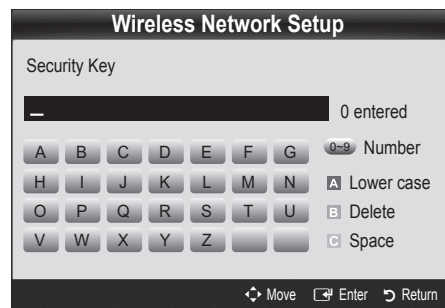 Wireless Network Setup
Security Key
_ 0 entered
A B C D E F G 0~9 Number
H I J K L M N A Lower case
O P Q R S T U B Delete
V W X Y Z C Space
Move Enter Return